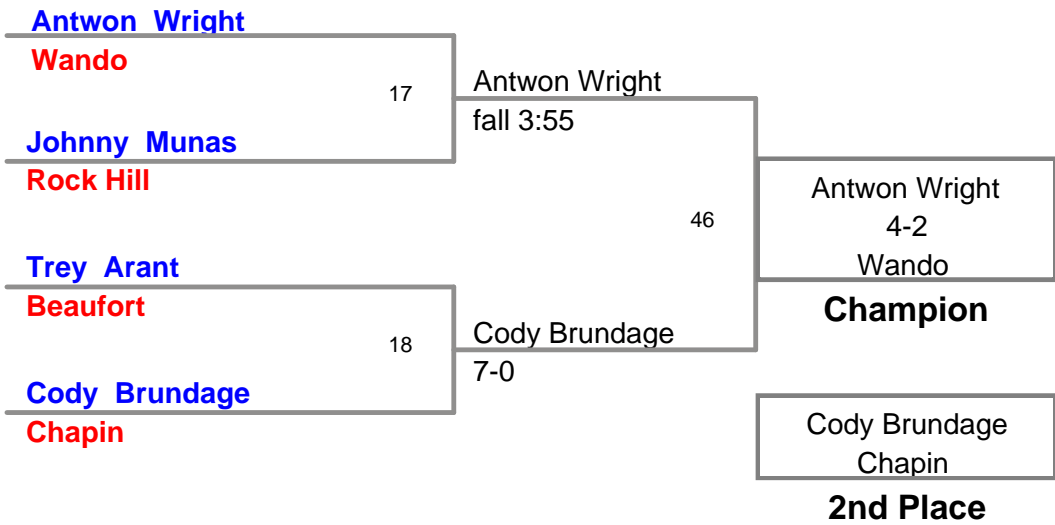 Antwon Wright
Wando
17
Antwon Wright
fall 3:55
Johnny Munas
Rock Hill
46
Antwon Wright
4-2
Wando
Champion
Trey Arant
Beaufort
18
Cody Brundage
7-0
Cody Brundage
Chapin
Cody Brundage
Chapin
2nd Place